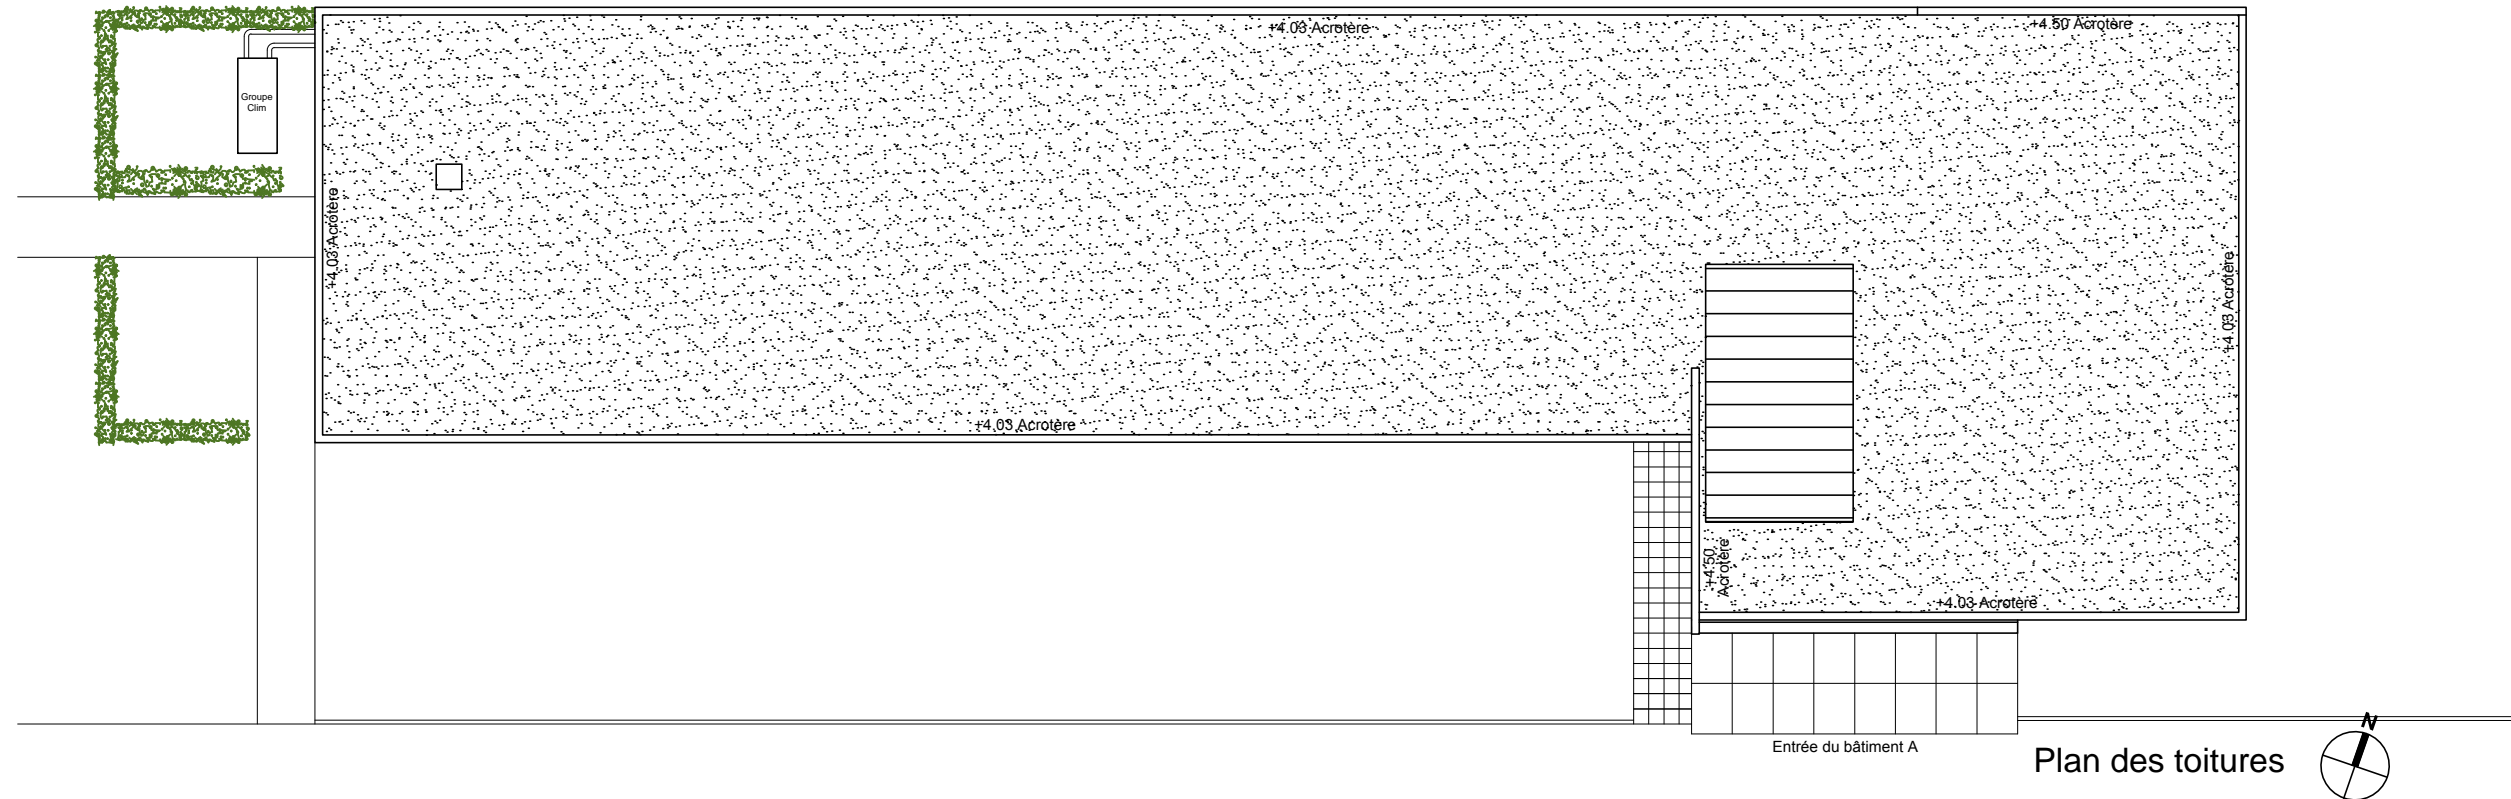 +4.03 Acrotère
+4.50 Acrotère
Groupe
Clim
+4.03 Acrotère
+4.03 Acrotère
+4.03 Acrotère
+4.50
Acrotère
+4.03 Acrotère
Entrée du bâtiment A
Plan des toitures
N